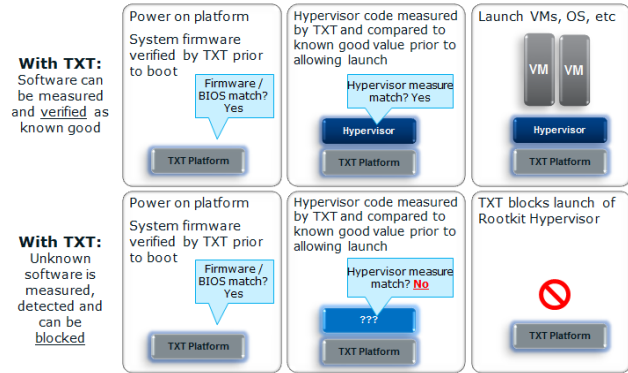 With TXT:
Software can
be measured
and verified as
known good
Power on platform
System firmware
verified by TXT prior
to boot
Firmware /
BIOS match?
Yes
TXT Platform
Hypervisor code measured
by TXT and compared to
known good value prior to
allowing launch
Hypervisor measure
match? Yes
Hypervisor
TXT Platform
Launch VMs, OS, etc
VM
VM
Hypervisor
TXT Platform
With TXT:
Unknown
software is
measured,
detected and
can be
blocked
Power on platform
System firmware
verified by TXT prior
to boot
Firmware /
BIOS match?
Yes
TXT Platform
Hypervisor code measured
by TXT and compared to
known good value prior to
allowing launch
Hypervisor measure
match? No
???
TXT Platform
TXT blocks launch of
Rootkit Hypervisor
TXT Platform